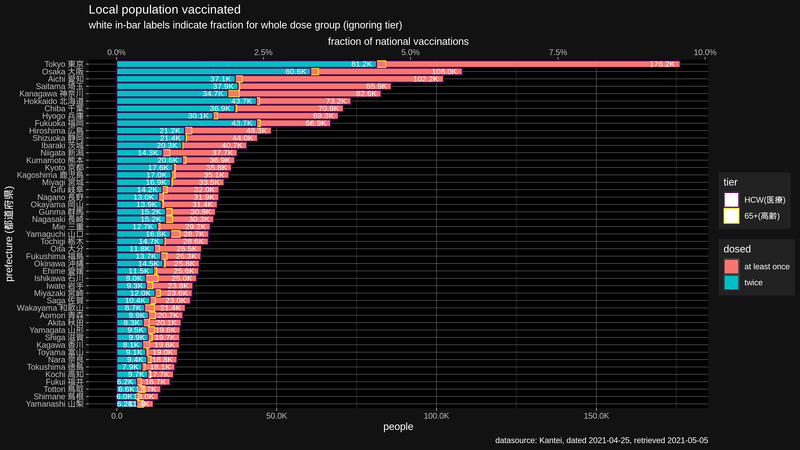 Local population vaccinated
white in-bar labels indicate fraction for whole dose group (ignoring tier)
fraction of national vaccinations
0.0% 2.5% 5.0% 7.5% 10.0%
prefecture (都道府県)
Tokyo 東京 81.2K 176.2K
Osaka 大阪 60.6K 108.0K
Aichi 愛知 37.1K 102.2K
Saitama 埼玉 37.9K 85.9K
Kanagawa 神奈川 34.7K 82.6K
Hokkaido 北海道 43.7K 73.2K
Chiba 千葉 36.9K 70.9K
Hyogo 兵庫 30.1K 69.3K
Fukuoka 福岡 43.7K 66.9K
Hiroshima 広島 21.2K 48.3K
Shizuoka 静岡 21.4K 44.0K
Ibaraki 茨城 20.3K 40.7K
Niigata 新潟 14.3K 37.7K
Kumamoto 熊本 20.6K 36.9K
Kyoto 京都 17.6K 35.8K
Kagoshima 鹿児島 17.0K 35.1K
Miyagi 宮城 16.9K 33.5K
Gifu 岐阜 14.2K 32.0K
Nagano 長野 13.0K 31.9K
Okayama 岡山 13.9K 31.4K
Gunma 群馬 15.2K 30.9K
Nagasaki 長崎 15.2K 30.3K
Mie 三重 12.7K 29.2K
Yamaguchi 山口 16.8K 28.7K
Tochigi 栃木 14.7K 28.6K
Oita 大分 11.8K 26.5K
Fukushima 福島 13.7K 26.3K
Okinawa 沖縄 14.5K 25.8K
Ehime 愛媛 11.5K 25.6K
Ishikawa 石川 9.0K 25.0K
Iwate 岩手 9.3K 23.8K
Miyazaki 宮崎 12.0K 23.6K
Saga 佐賀 10.4K 23.0K
Wakayama 和歌山 8.7K 21.4K
Aomori 青森 9.9K 20.7K
Akita 秋田 8.3K 20.1K
Yamagata 山形 9.5K 19.8K
Shiga 滋賀 9.9K 19.7K
Kagawa 香川 8.1K 19.6K
Toyama 富山 9.1K 19.0K
Nara 奈良 9.4K 18.8K
Tokushima 徳島 7.9K 18.1K
Kochi 高知 9.7K 17.7K
Fukui 福井 6.2K 16.7K
Tottori 鳥取 6.6K
Shimane 島根 6.0K
Yamanashi 山梨
0.0K 50.0K 100.0K 150.0K
people
tier
HCW(医療)
65+(高齢)
dosed
at least once
twice
datasource: Kantei, dated 2021-04-25, retrieved 2021-05-05